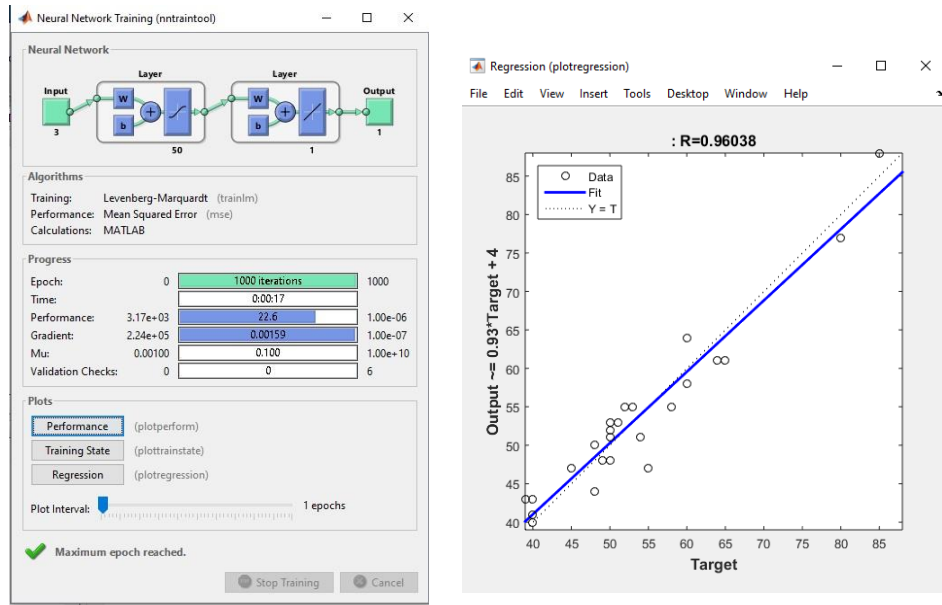 Neural Network Training (nntraintool)
Neural Network
Layer
Layer
Input
Output
W
W
b
b
3
50
1
1
Algorithms
Training: Levenberg-Marquardt (trainlm)
Performance: Mean Squared Error (mse)
Calculations: MATLAB
Progress
Epoch: 0 1000 iterations 1000
Time: 0:00:17
Performance: 3.17e+03 22.6 1.00e-06
Gradient: 2.24e+05 0.00159 1.00e-07
Mu: 0.00100 0.100 1.00e+10
Validation Checks: 0 0 6
Plots
Performance (plotperform)
Training State (plottrainstate)
Regression (plotregression)
Plot Interval: 1 epochs
Maximum epoch reached.
Stop Training Cancel
Regression (plotregression)
File Edit View Insert Tools Desktop Window Help
: R=0.96038
Data
Fit
Y = T
85
80
75
70
65
60
55
50
45
40
Output ~= 0.93*Target + 4
40 45 50 55 60 65 70 75 80 85
Target